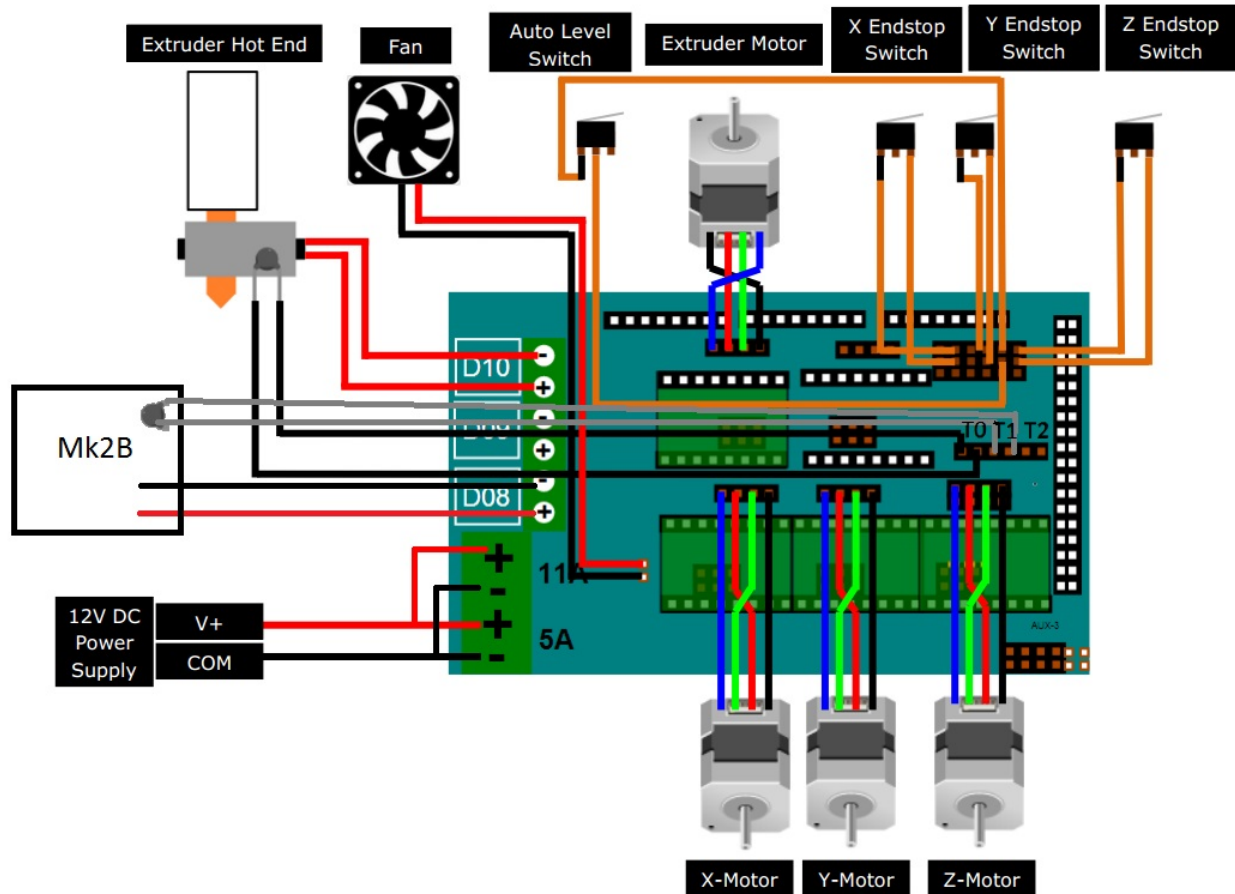 Extruder Hot End
Fan
Auto Level
Switch
Extruder Motor
X Endstop
Switch
Y Endstop
Switch
Z Endstop
Switch
D10
-
+
D09
-
+
D08
-
+
Mk2B
T0 T1 T2
+
-
11A
+
-
5A
12V DC
Power
Supply
V+
COM
AUX-3
X-Motor
Y-Motor
Z-Motor